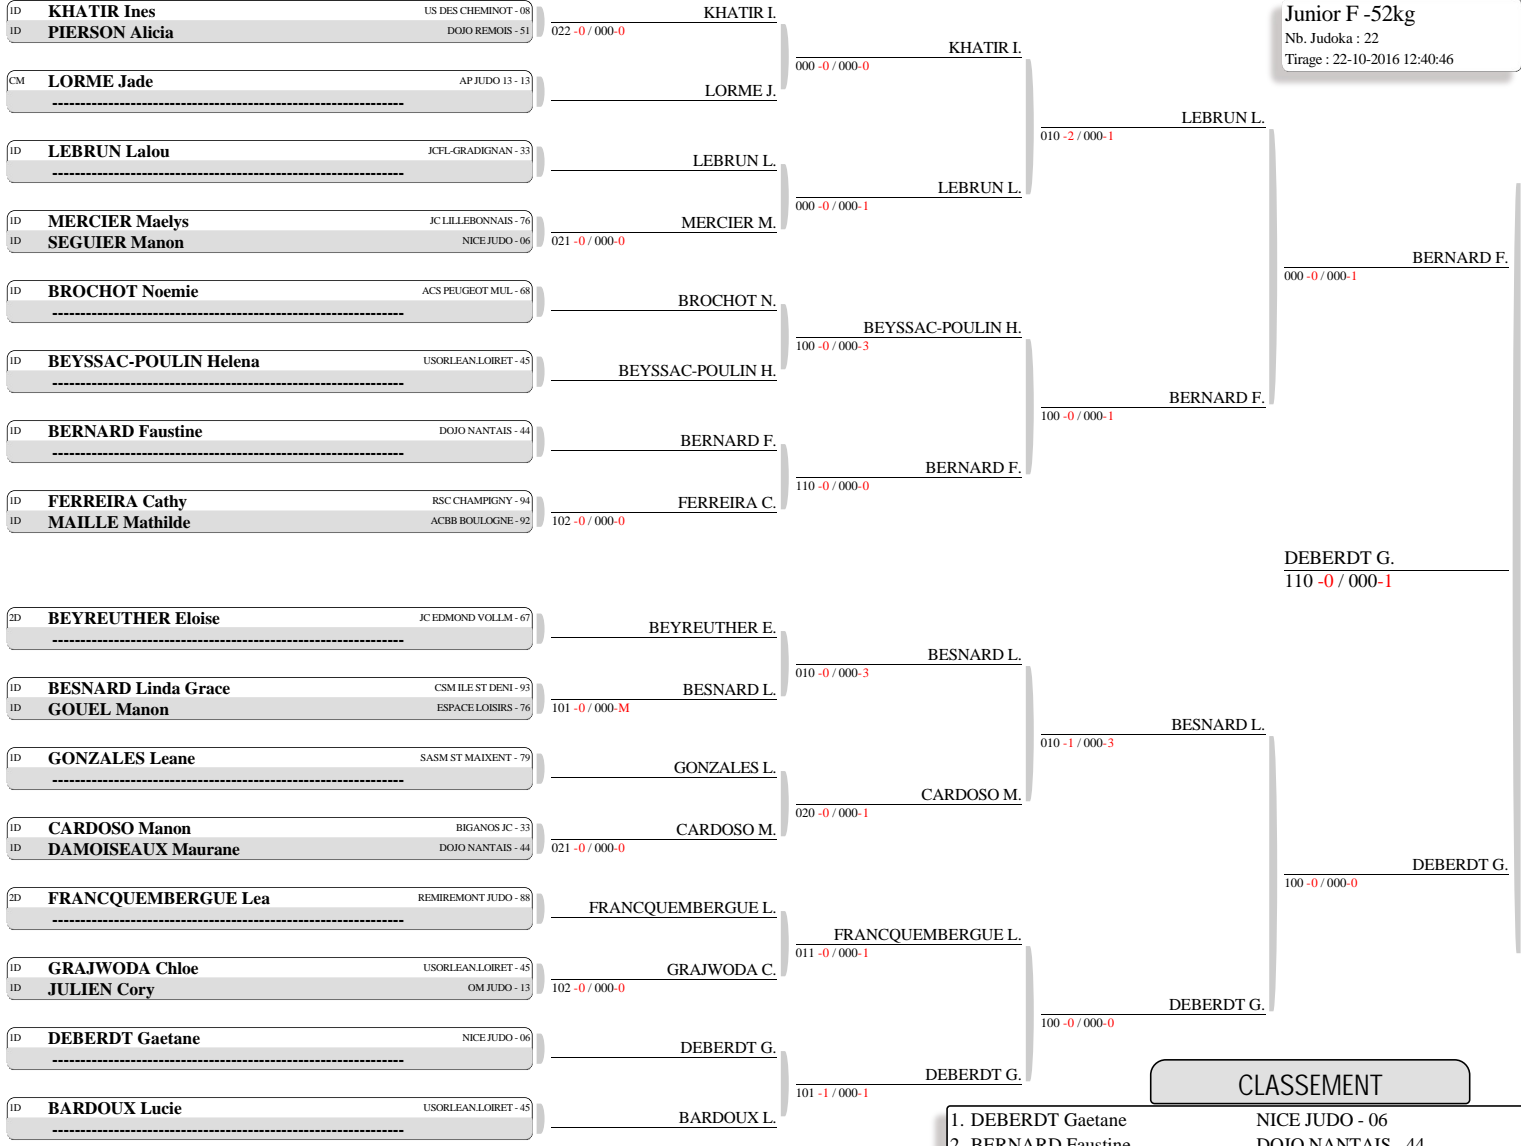 Junior F -52kg
Nb. Judoka : 22
Tirage : 22-10-2016 12:40:46
1D KHATIR Ines US DES CHEMINOT - 08
1D PIERSON Alicia DOJO REMOIS - 51
CM LORME Jade AP JUDO 13 - 13
------------------------------------------------------------
1D LEBRUN Lalou JCFL-GRADIGNAN - 33
------------------------------------------------------------
1D MERCIER Maelys JC LILLEBONNAIS - 76
1D SEGUIER Manon NICE JUDO - 06
1D BROCHOT Noemie ACS PEUGEOT MUL - 68
------------------------------------------------------------
1D BEYSSAC-POULIN Helena USORLEAN.LOIRET - 45
------------------------------------------------------------
1D BERNARD Faustine DOJO NANTAIS - 44
------------------------------------------------------------
1D FERREIRA Cathy RSC CHAMPIGNY - 94
1D MAILLE Mathilde ACBB BOULOGNE - 92
2D BEYREUTHER Eloise JC EDMOND VOLLM - 67
------------------------------------------------------------
1D BESNARD Linda Grace CSM ILE ST DENI - 93
1D GOUEL Manon ESPACE LOISIRS - 76
1D GONZALES Leane SASM ST MAIXENT - 79
------------------------------------------------------------
1D CARDOSO Manon BIGANOS JC - 33
1D DAMOISEAUX Maurane DOJO NANTAIS - 44
2D FRANCQUEMBERGUE Lea REMIREMONT JUDO - 88
------------------------------------------------------------
1D GRAJWODA Chloe USORLEAN.LOIRET - 45
1D JULIEN Cory OM JUDO - 13
1D DEBERDT Gaetane NICE JUDO - 06
------------------------------------------------------------
1D BARDOUX Lucie USORLEAN.LOIRET - 45
------------------------------------------------------------
KHATIR I.
022 -0 / 000-0
LORME J.
LEBRUN L.
MERCIER M.
021 -0 / 000-0
BROCHOT N.
BEYSSAC-POULIN H.
BERNARD F.
FERREIRA C.
102 -0 / 000-0
BEYREUTHER E.
BESNARD L.
101 -0 / 000-M
GONZALES L.
CARDOSO M.
021 -0 / 000-0
FRANCQUEMBERGUE L.
GRAJWODA C.
102 -0 / 000-0
DEBERDT G.
BARDOUX L.
KHATIR I.
000 -0 / 000-0
LEBRUN L.
000 -0 / 000-1
BEYSSAC-POULIN H.
100 -0 / 000-3
BERNARD F.
110 -0 / 000-0
BESNARD L.
010 -0 / 000-3
CARDOSO M.
020 -0 / 000-1
FRANCQUEMBERGUE L.
011 -0 / 000-1
DEBERDT G.
101 -1 / 000-1
LEBRUN L.
010 -2 / 000-1
BERNARD F.
100 -0 / 000-1
BESNARD L.
010 -1 / 000-3
DEBERDT G.
100 -0 / 000-0
BERNARD F.
000 -0 / 000-1
DEBERDT G.
110 -0 / 000-1
DEBERDT G.
100 -0 / 000-0
CLASSEMENT
1. DEBERDT Gaetane NICE JUDO - 06
2. BERNARD Faustine DOJO NANTAIS - 44